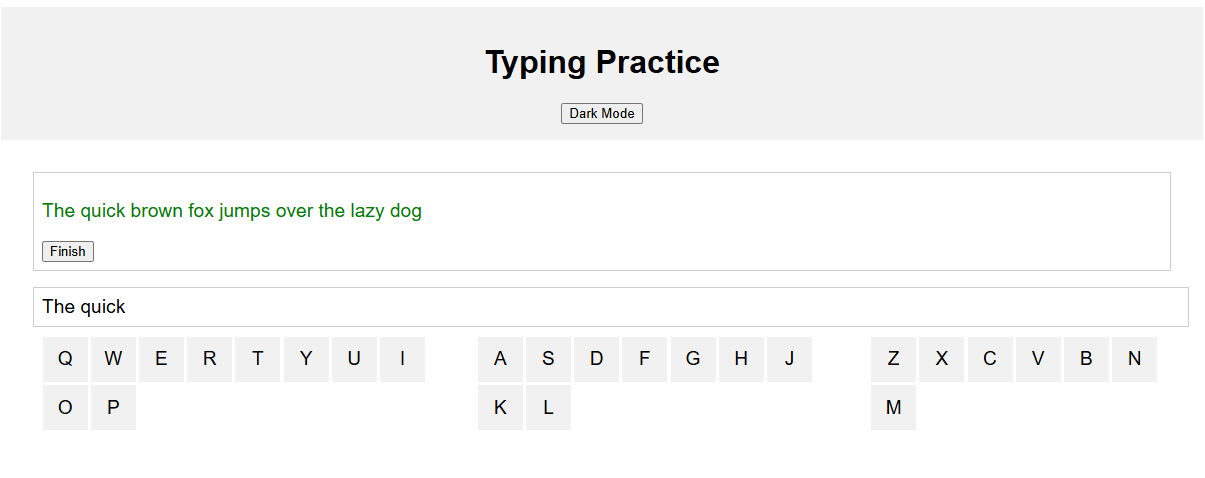 Typing Practice
Dark Mode
The quick brown fox jumps over the lazy dog
Finish
The quick
Q W E R T Y U I
O P
A S D F G H J
K L
Z X C V B N
M